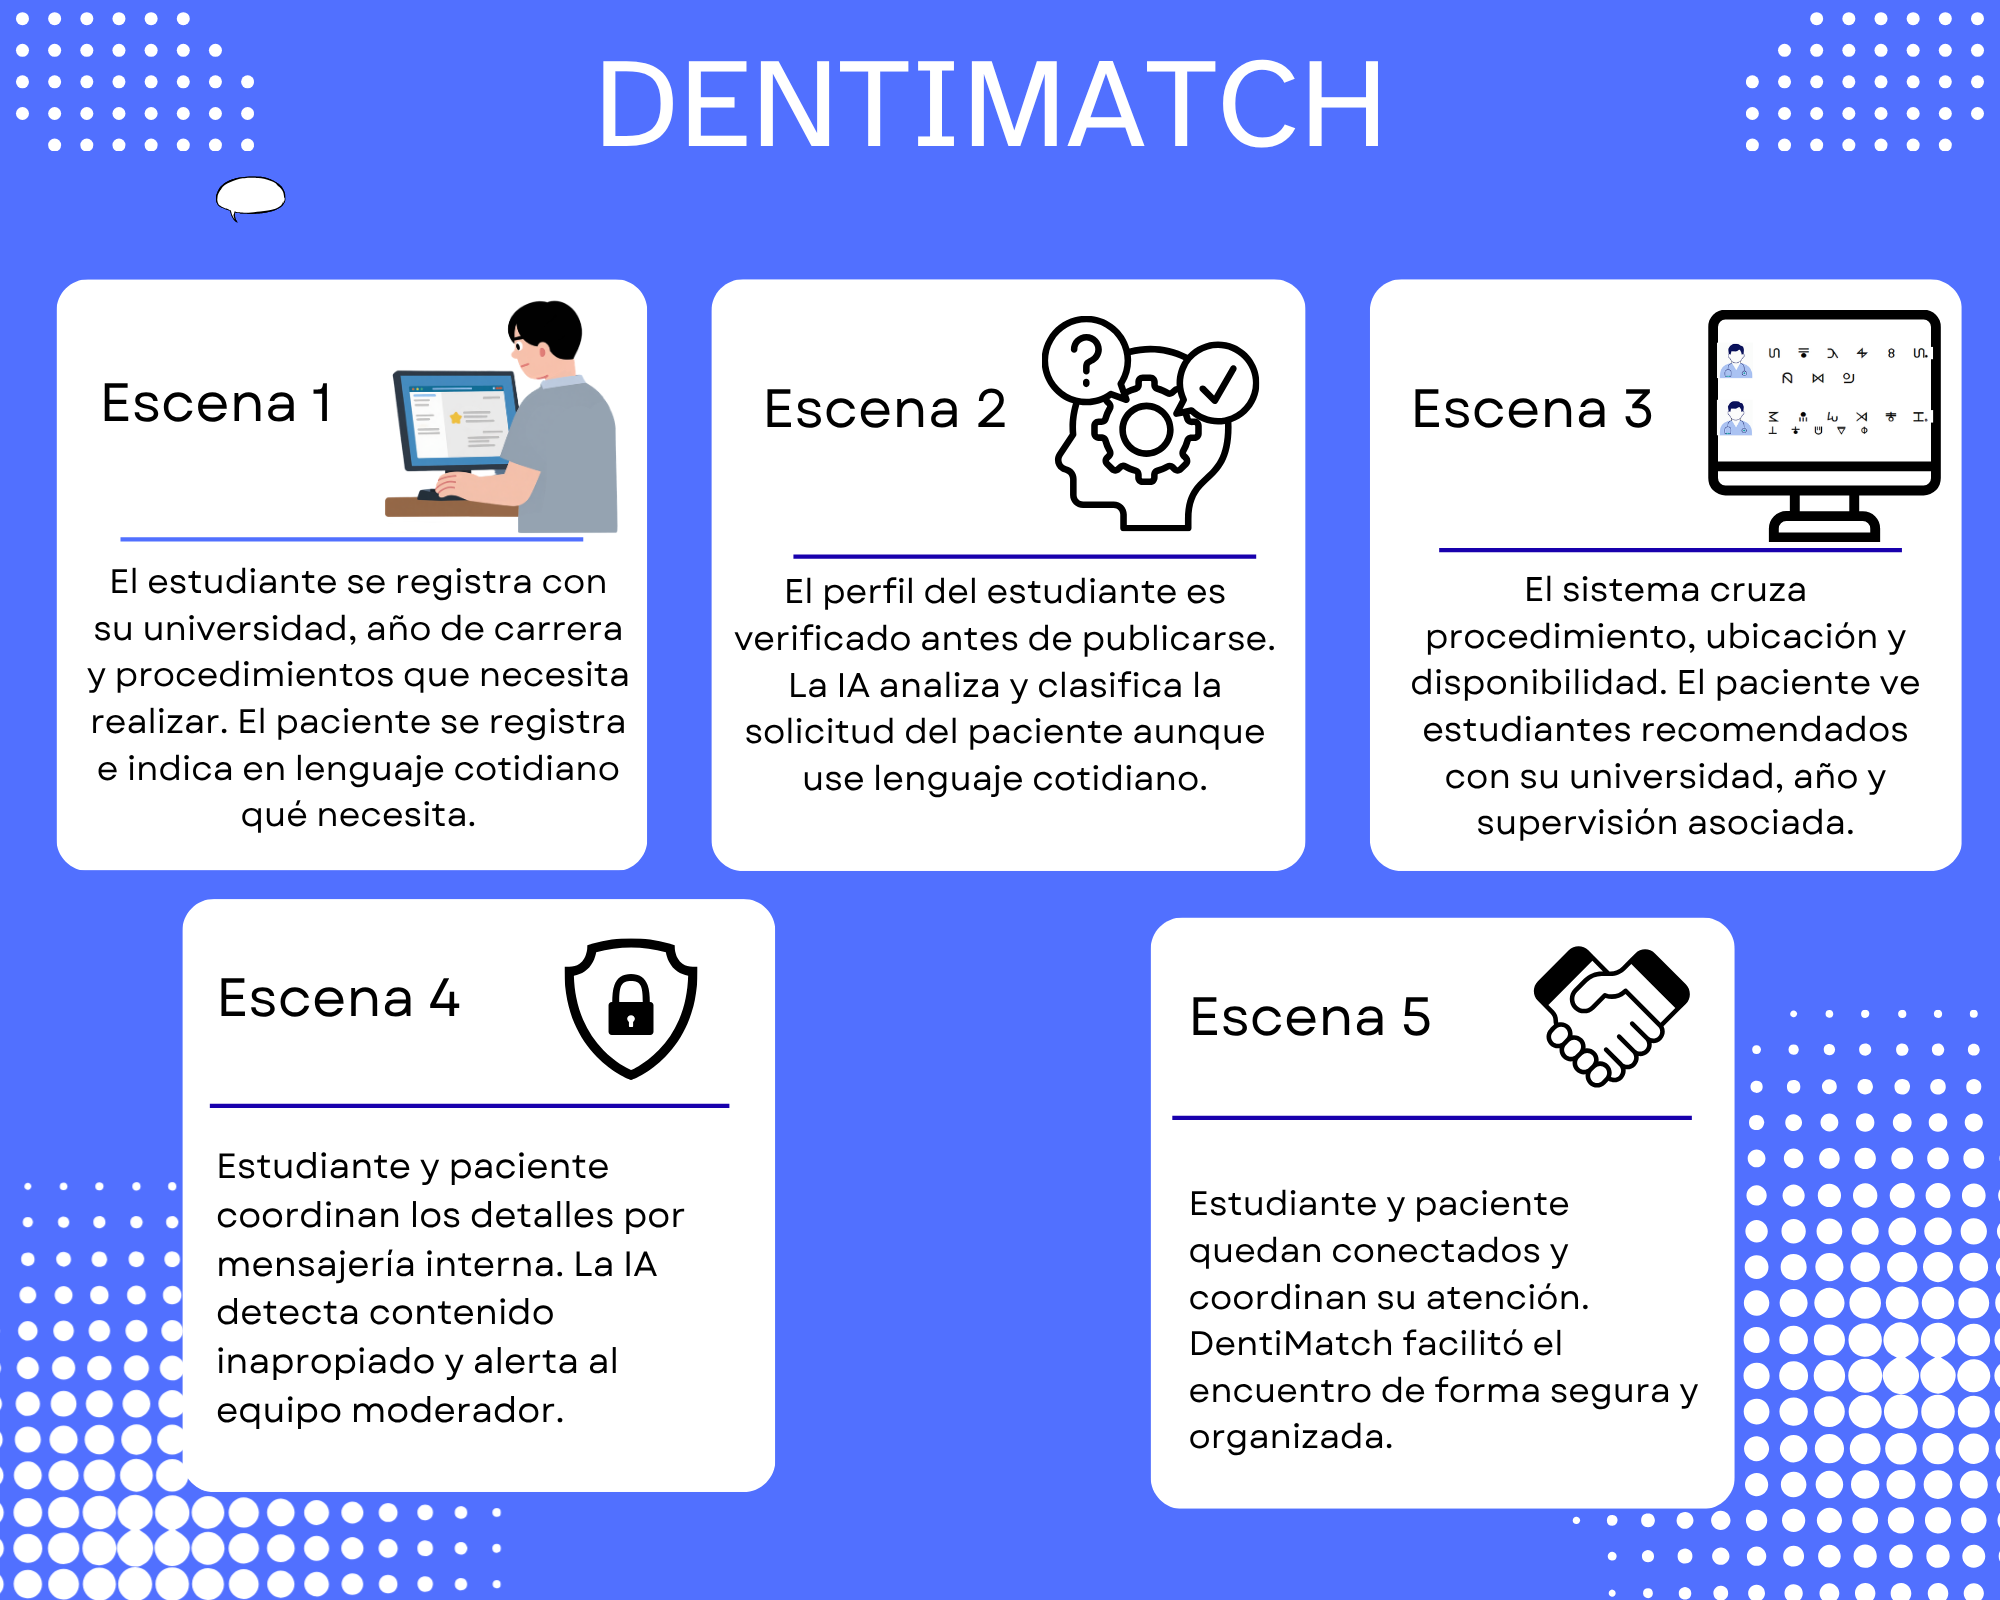 DENTIMATCH
Escena 1
El estudiante se registra con
su universidad, año de carrera
y procedimientos que necesita
realizar. El paciente se registra
e indica en lenguaje cotidiano
qué necesita.
Escena 2
El perfil del estudiante es
verificado antes de publicarse.
La IA analiza y clasifica la
solicitud del paciente aunque
use lenguaje cotidiano.
Escena 3
El sistema cruza
procedimiento, ubicación y
disponibilidad. El paciente ve
estudiantes recomendados
con su universidad, año y
supervisión asociada.
Escena 4
Estudiante y paciente
coordinan los detalles por
mensajería interna. La IA
detecta contenido
inapropiado y alerta al
equipo moderador.
Escena 5
Estudiante y paciente
quedan conectados y
coordinan su atención.
DentiMatch facilitó el
encuentro de forma segura y
organizada.